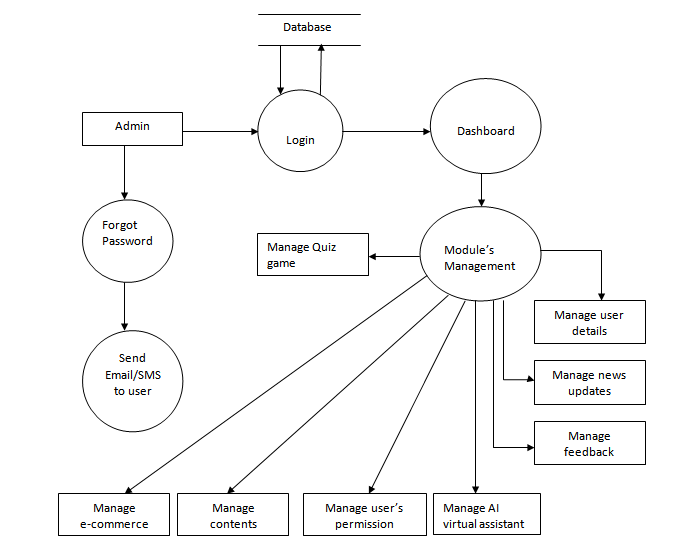 Database
Admin
Login
Dashboard
Forgot
Password
Manage Quiz
game
Module's
Management
Manage user
details
Send
Email/SMS
to user
Manage news
updates
Manage
feedback
Manage
e-commerce
Manage
contents
Manage user's
permission
Manage AI
virtual assistant